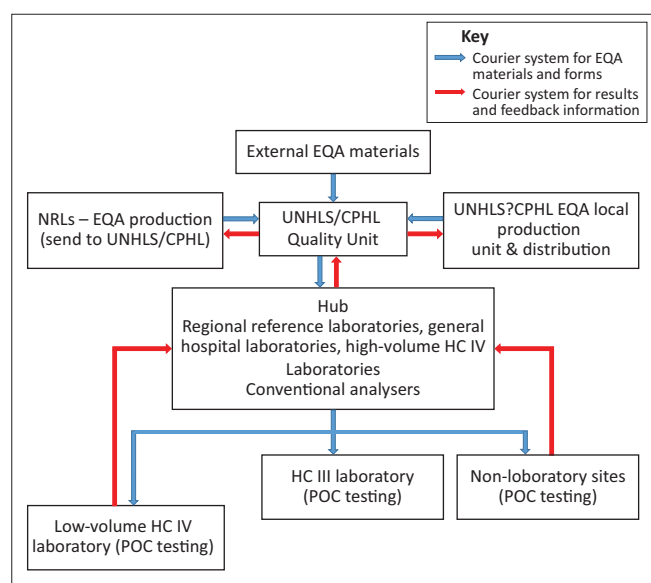 Key
Courier system for EQA
materials and forms
Courier system for results
and feedback information
External EQA materials
NRLs – EQA production
(send to UNHLS/CPHL)
UNHLS/CPHL
Quality Unit
UNHLS?CPHL EQA local
production
unit & distribution
Hub
Regional reference laboratories, general
hospital laboratories, high-volume HC IV
Laboratories
Conventional analysers
Low-volume HC IV
laboratory (POC testing)
HC III laboratory
(POC testing)
Non-loboratory sites
(POC testing)